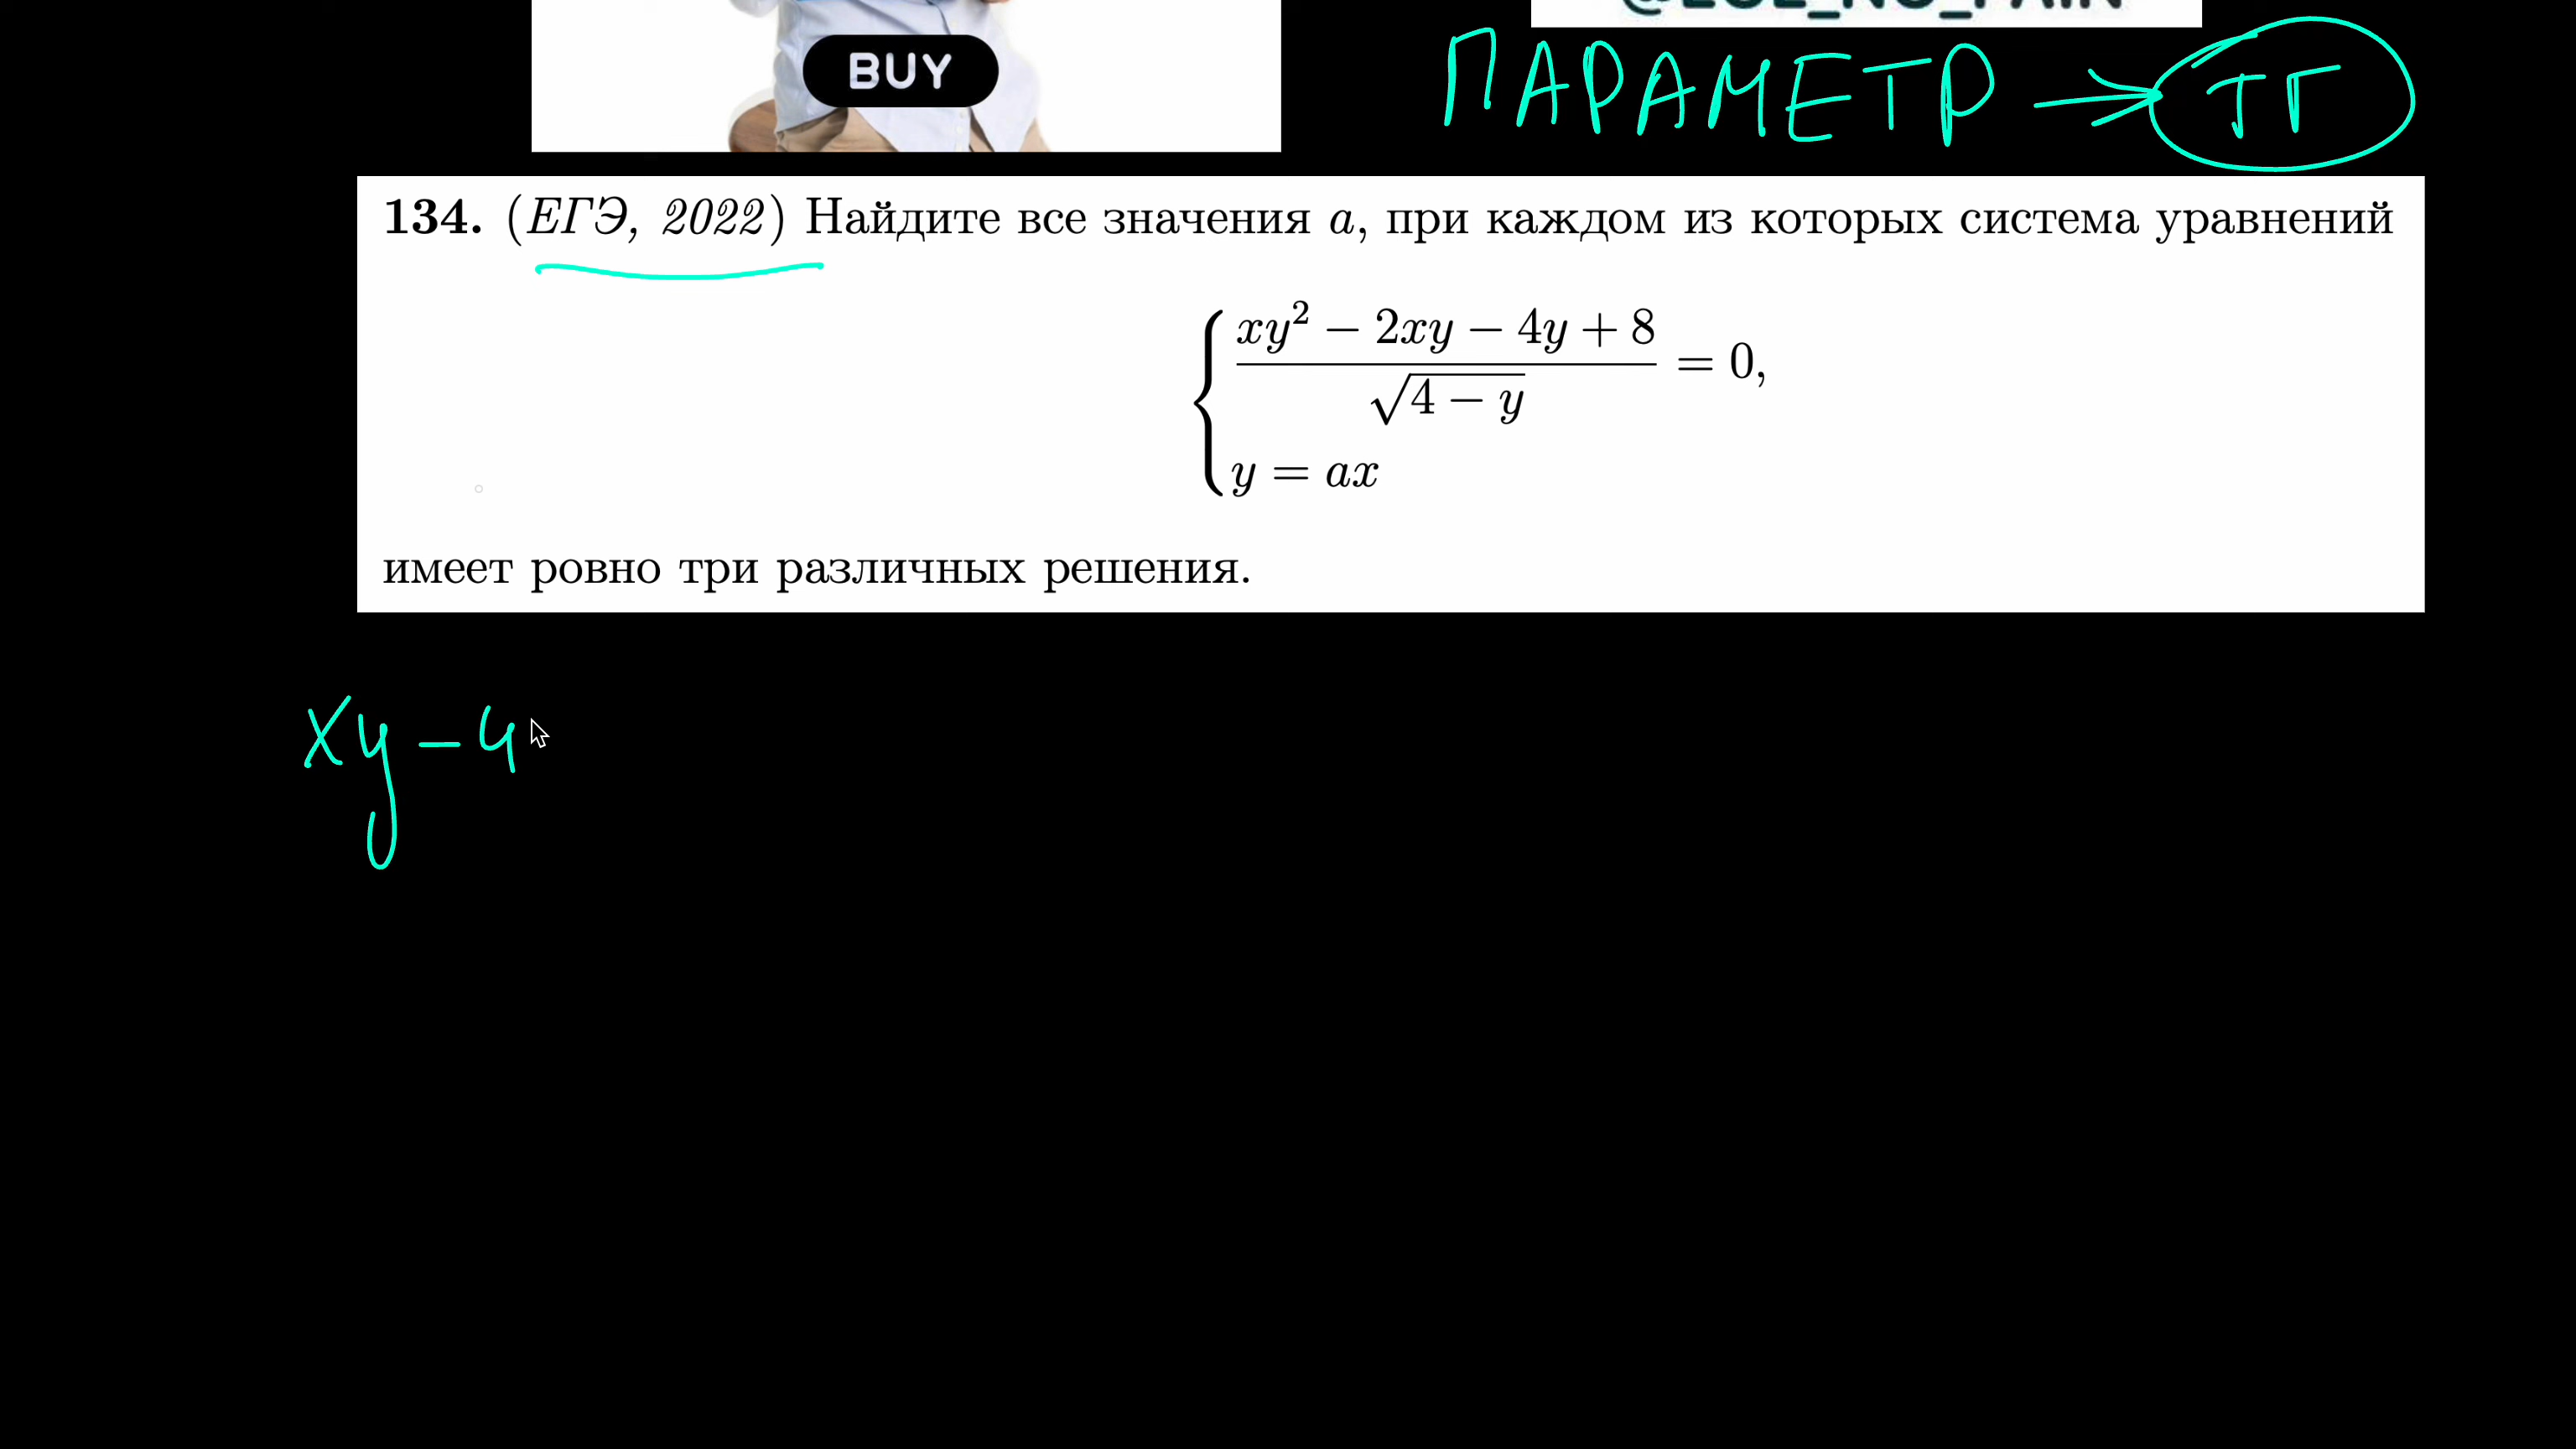 BUY
ПАРАМЕТР → ТГ
134. (ЕГЭ, 2022) Найдите все значения a, при каждом из которых система уравнений
{ (xy² − 2xy − 4y + 8) / √(4 − y) = 0,
y = ax
имеет ровно три различных решения.
xy − 4